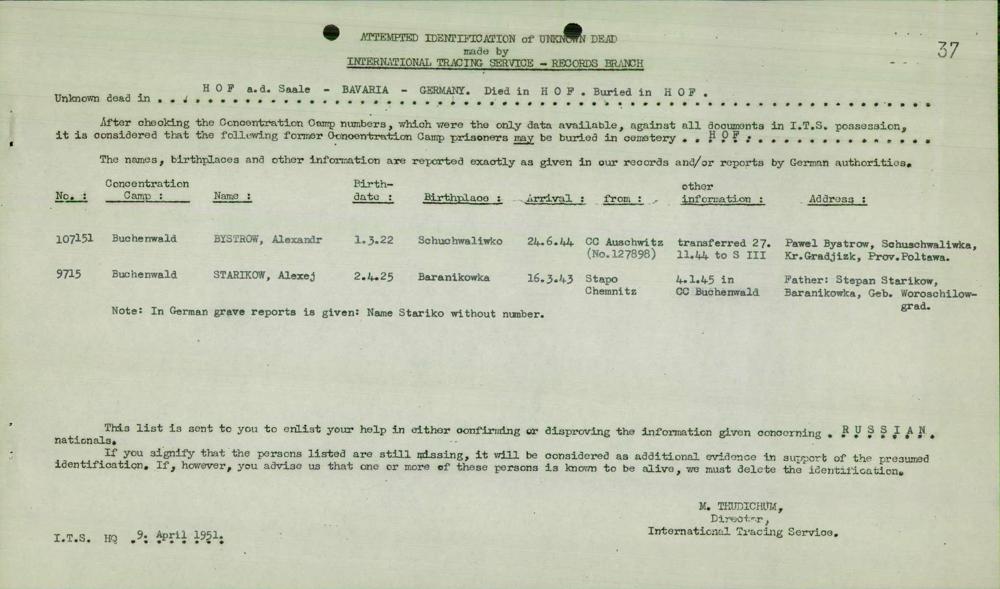 ATTEMPTED IDENTIFICATION of UNKNOWN DEAD
made by
INTERNATIONAL TRACING SERVICE - RECORDS BRANCH
37
Unknown dead in . . . H O F a.d. Saale - BAVARIA - GERMANY. Died in H O F . Buried in H O F .
After checking the Concentration Camp numbers, which were the only data available, against all documents in I.T.S. possession,
it is considered that the following former Concentration Camp prisoners may be buried in cemetery . . H O F . . . . . . . . . . . .
The names, birthplaces and other information are reported exactly as given in our records and/or reports by German authorities.
No. : Concentration Camp : Name : Birth-date : Birthplace : Arrival : from : other information : Address :
107151 Buchenwald BYSTROW, Alexandr 1.3.22 Schuchwaliwko 24.6.44 CC Auschwitz transferred 27. Pawel Bystrow, Schuschwaliwka,
(No.127898) 11.44 to S III Kr.Gradjizk, Prov.Poltawa.
9715 Buchenwald STARIKOW, Alexej 2.4.25 Baranikowka 16.3.43 Stapo 4.1.45 in Father: Stepan Starikow,
Chemnitz CC Buchenwald Baranikowka, Geb. Woroschilow-
grad.
Note: In German grave reports is given: Name Stariko without number.
This list is sent to you to enlist your help in either confirming or disproving the information given concerning . R U S S I A N .
nationals.
If you signify that the persons listed are still missing, it will be considered as additional evidence in support of the presumed
identification. If, however, you advise us that one or more of these persons is known to be alive, we must delete the identification.
M. THUDICHUM,
Director,
International Tracing Service.
I.T.S. HQ .9. April 1951.